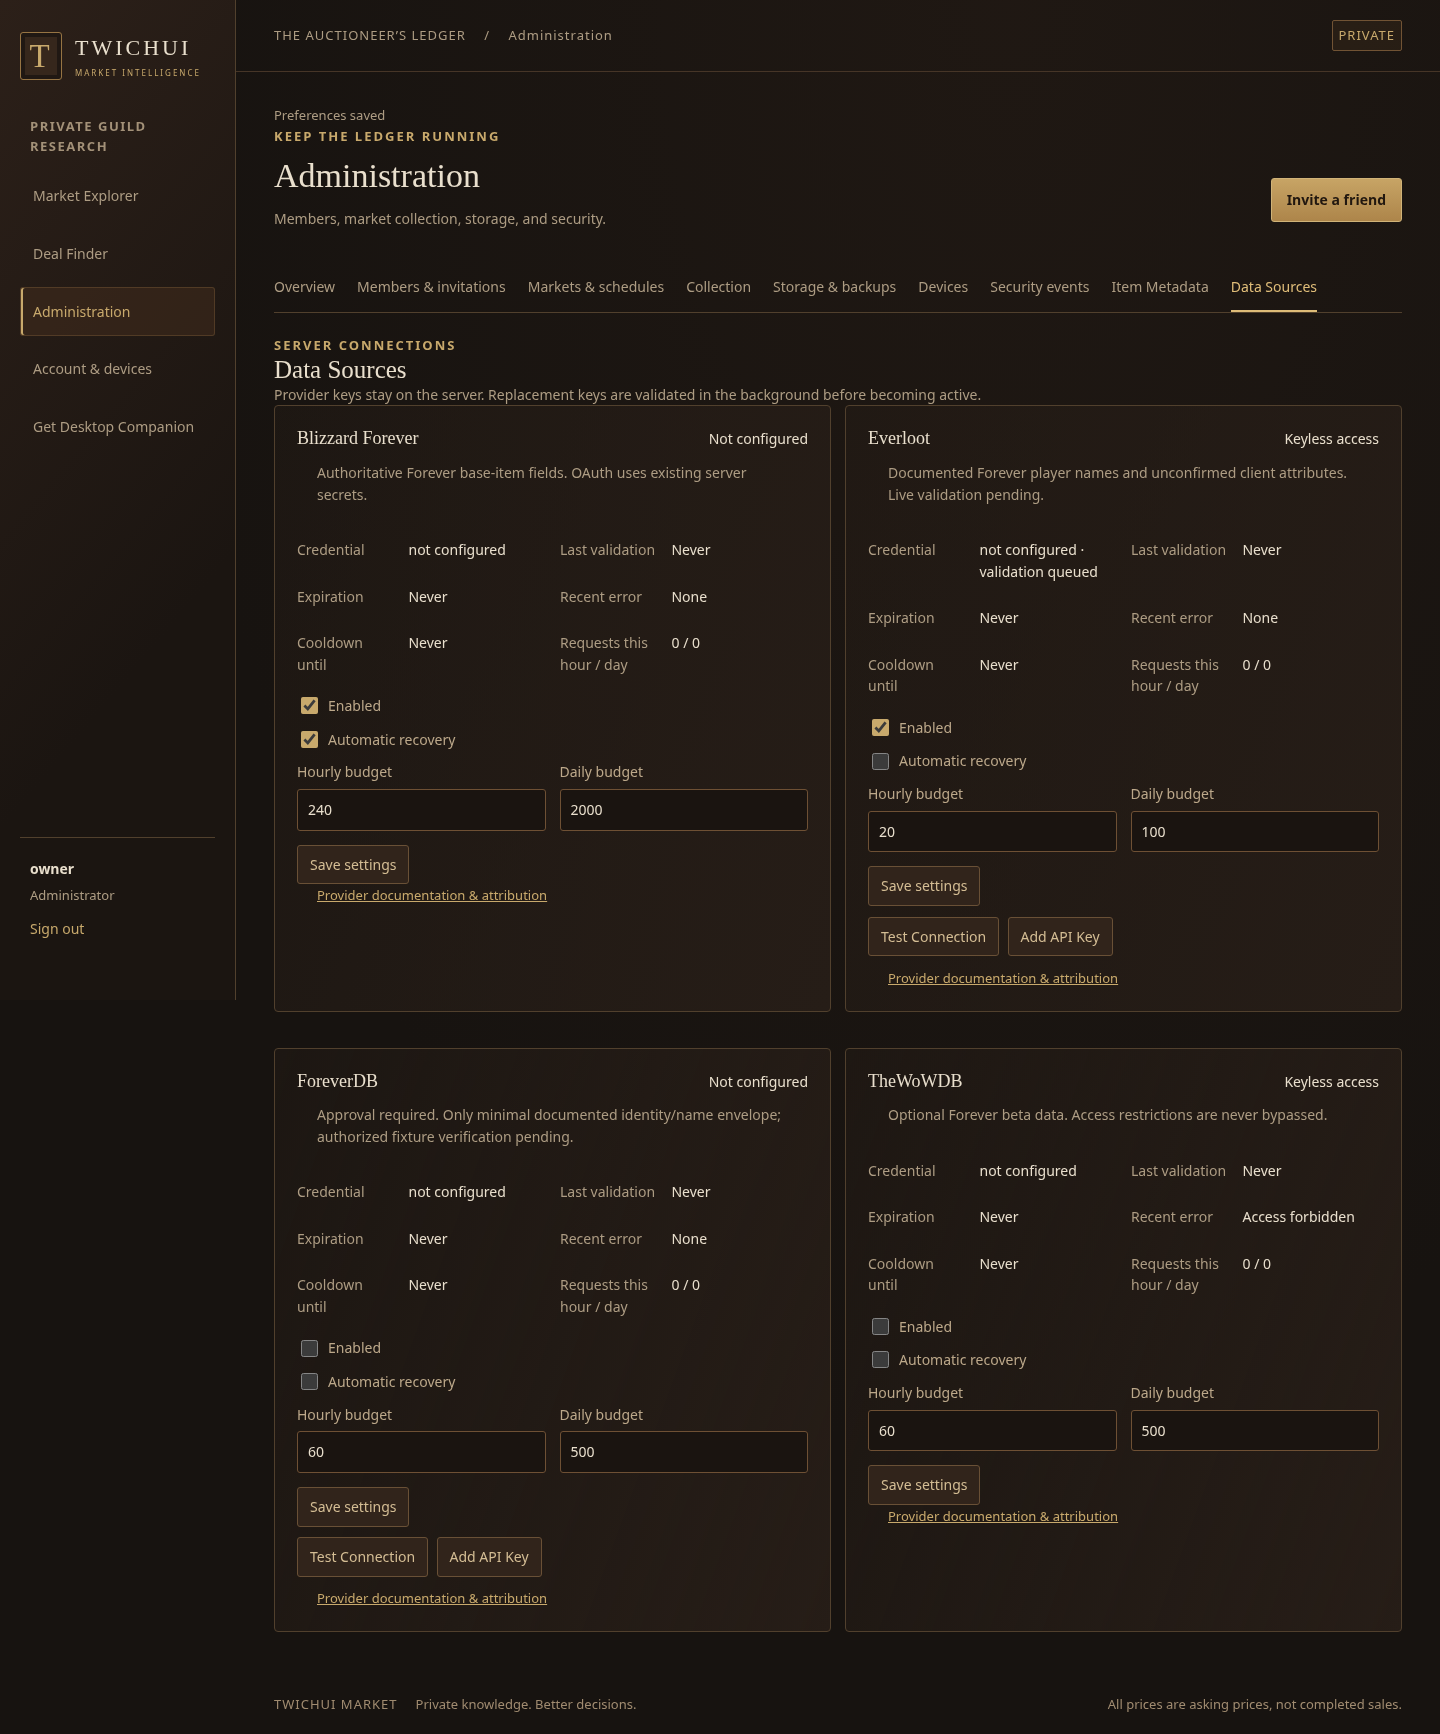 T
TWICHUI
MARKET INTELLIGENCE
PRIVATE GUILD
RESEARCH
Market Explorer
Deal Finder
Administration
Account & devices
Get Desktop Companion
owner
Administrator
Sign out
THE AUCTIONEER’S LEDGER / Administration
PRIVATE
Preferences saved
KEEP THE LEDGER RUNNING
Administration
Members, market collection, storage, and security.
Invite a friend
Overview Members & invitations Markets & schedules Collection Storage & backups Devices Security events Item Metadata Data Sources
SERVER CONNECTIONS
Data Sources
Provider keys stay on the server. Replacement keys are validated in the background before becoming active.
Blizzard Forever Not configured
Authoritative Forever base-item fields. OAuth uses existing server
secrets.
Credential not configured Last validation Never
Expiration Never Recent error None
Cooldown Never Requests this 0 / 0
until hour / day
Enabled
Automatic recovery
Hourly budget Daily budget
240 2000
Save settings
Provider documentation & attribution
Everloot Keyless access
Documented Forever player names and unconfirmed client attributes.
Live validation pending.
Credential not configured · Last validation Never
validation queued
Expiration Never Recent error None
Cooldown Never Requests this 0 / 0
until hour / day
Enabled
Automatic recovery
Hourly budget Daily budget
20 100
Save settings
Test Connection Add API Key
Provider documentation & attribution
ForeverDB Not configured
Approval required. Only minimal documented identity/name envelope;
authorized fixture verification pending.
Credential not configured Last validation Never
Expiration Never Recent error None
Cooldown Never Requests this 0 / 0
until hour / day
Enabled
Automatic recovery
Hourly budget Daily budget
60 500
Save settings
Test Connection Add API Key
Provider documentation & attribution
TheWoWDB Keyless access
Optional Forever beta data. Access restrictions are never bypassed.
Credential not configured Last validation Never
Expiration Never Recent error Access forbidden
Cooldown Never Requests this 0 / 0
until hour / day
Enabled
Automatic recovery
Hourly budget Daily budget
60 500
Save settings
Provider documentation & attribution
TWICHUI MARKET Private knowledge. Better decisions. All prices are asking prices, not completed sales.